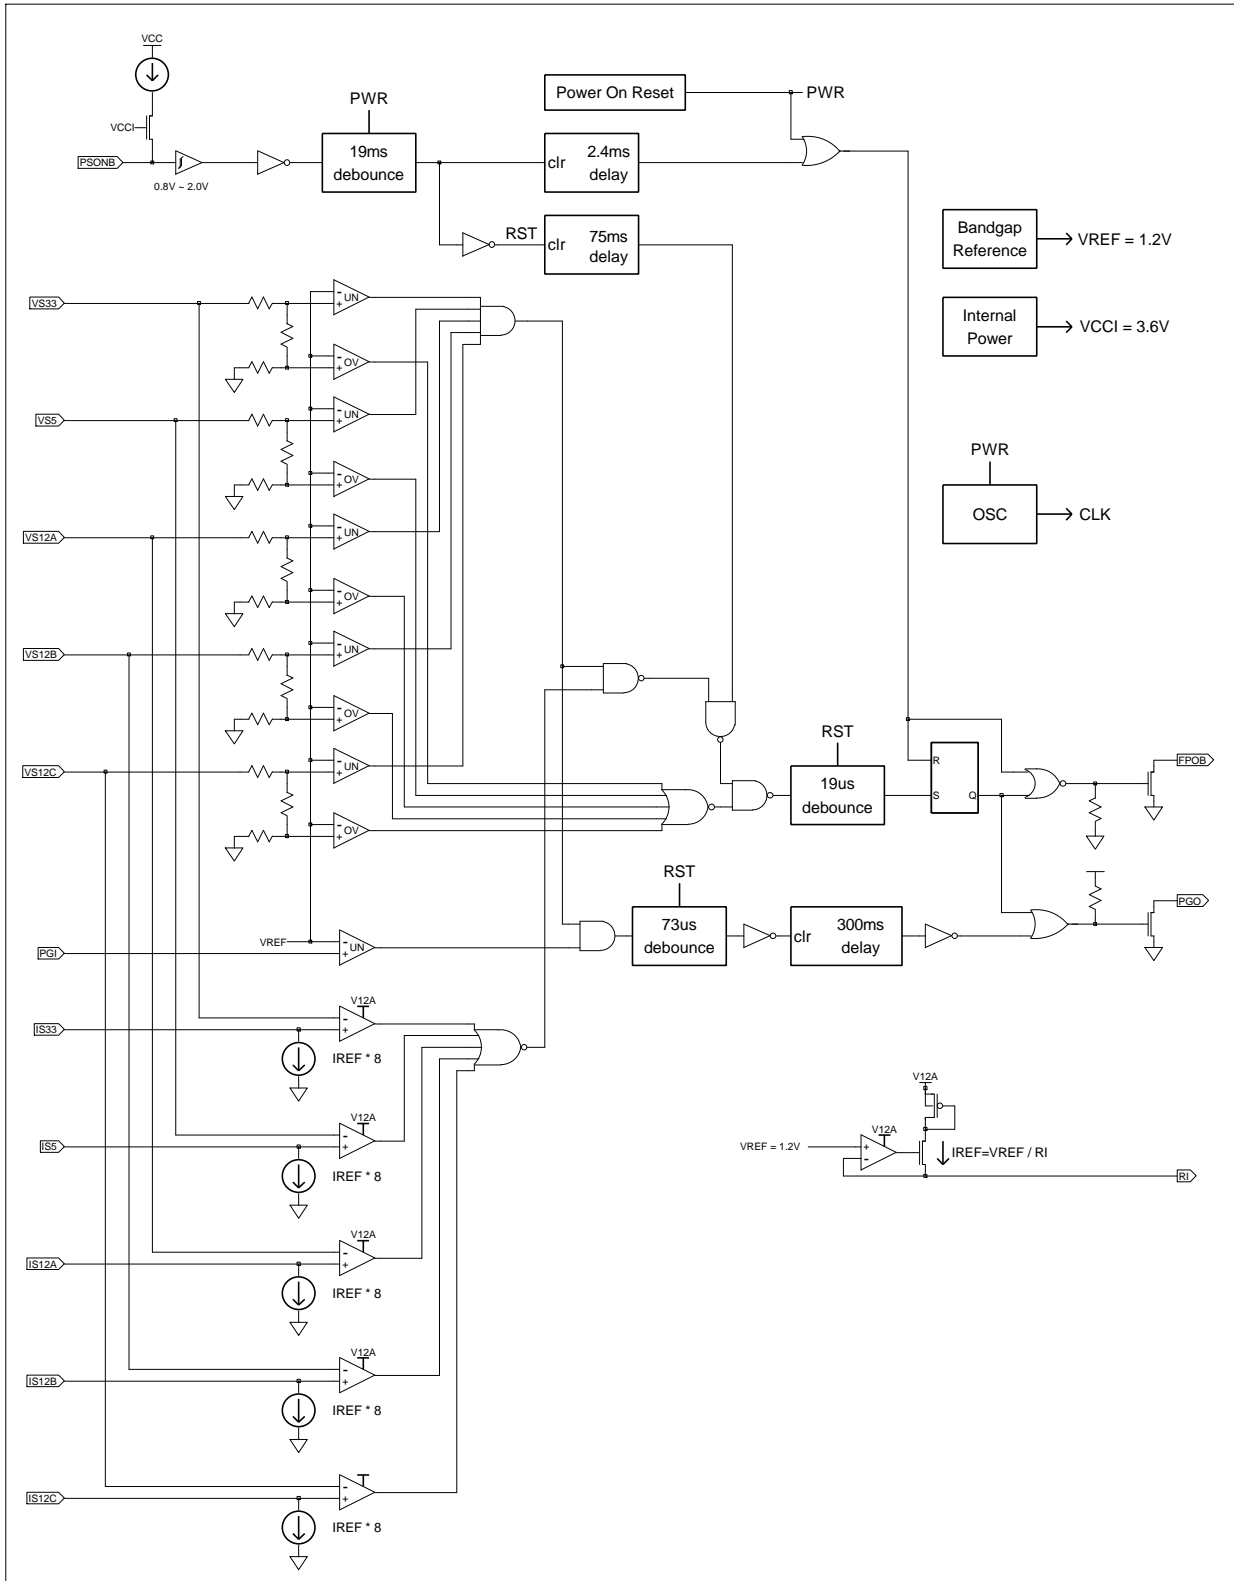 VCC
VCCI
PSONB
0.8V ~ 2.0V
PWR
19ms
debounce
Power On Reset
PWR
clr
2.4ms
delay
RST
clr
75ms
delay
Bandgap
Reference
VREF = 1.2V
Internal
Power
VCCI = 3.6V
PWR
OSC
CLK
VS33
- UN
+
- OV
+
VS5
- UN
+
- OV
+
VS12A
- UN
+
- OV
+
VS12B
- UN
+
- OV
+
VS12C
- UN
+
- OV
+
RST
19us
debounce
R
S
Q
FPOB
RST
73us
debounce
clr
300ms
delay
PGO
VREF
PGI
- UN
+
IS33
V12A
-
+
IREF * 8
IS5
V12A
-
+
IREF * 8
IS12A
V12A
-
+
IREF * 8
IS12B
V12A
-
+
IREF * 8
IS12C
-
+
IREF * 8
V12A
V12A
VREF = 1.2V
+
-
IREF=VREF / RI
RI